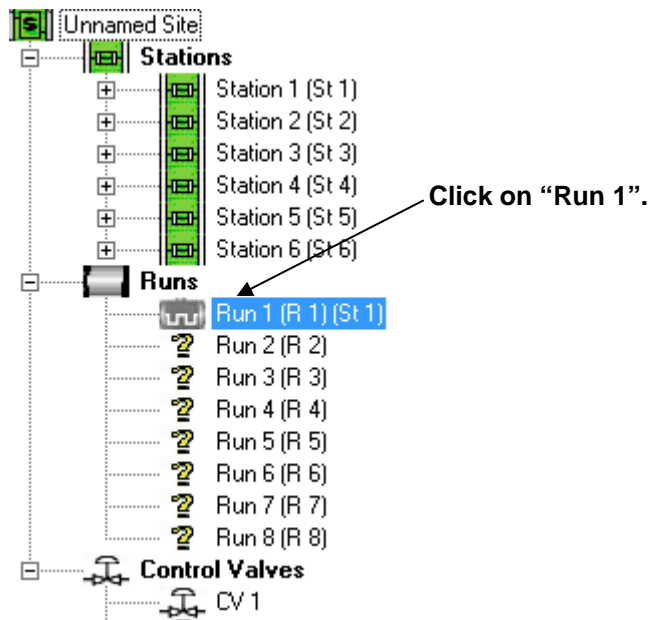 Unnamed Site
Stations
Station 1 (St 1)
Station 2 (St 2)
Station 3 (St 3)
Station 4 (St 4)
Click on “Run 1”.
Station 5 (St 5)
Station 6 (St 6)
Runs
Run 1 (R 1) (St 1)
Run 2 (R 2)
Run 3 (R 3)
Run 4 (R 4)
Run 5 (R 5)
Run 6 (R 6)
Run 7 (R 7)
Run 8 (R 8)
Control Valves
CV 1